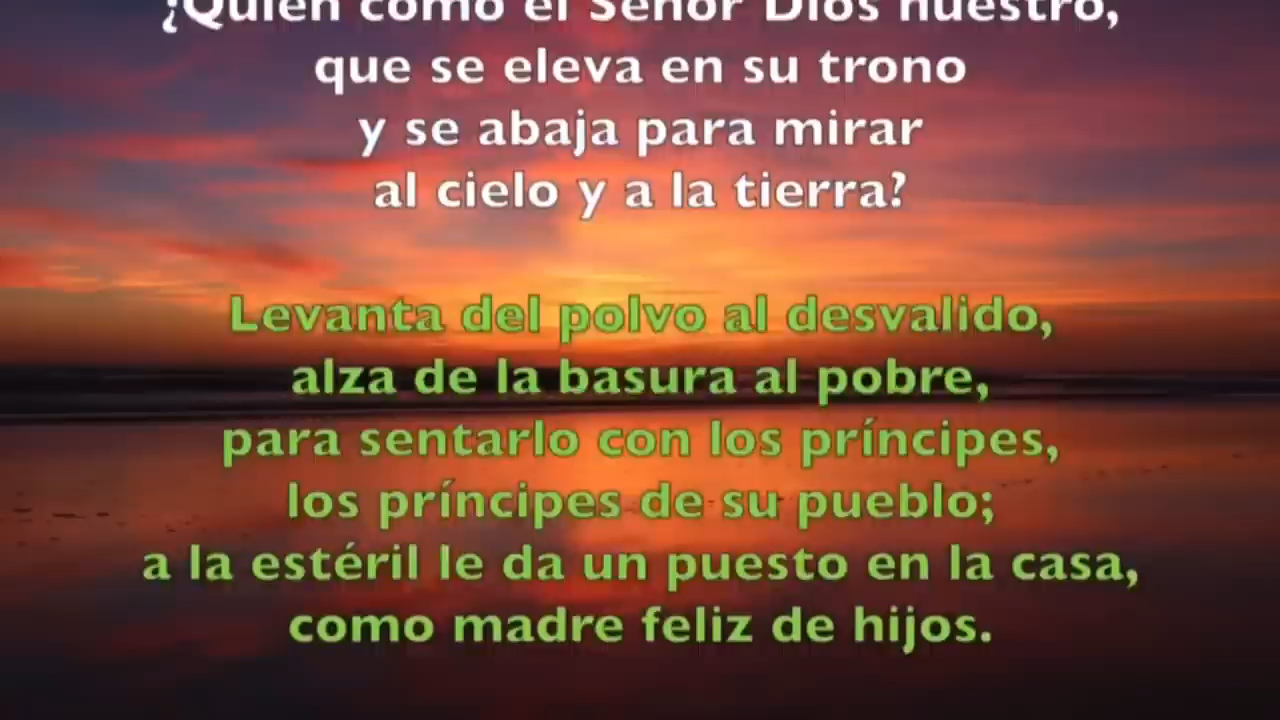 ¿Quién como el Señor Dios nuestro,
que se eleva en su trono
y se abaja para mirar
al cielo y a la tierra?
Levanta del polvo al desvalido,
alza de la basura al pobre,
para sentarlo con los príncipes,
los príncipes de su pueblo;
a la estéril le da un puesto en la casa,
como madre feliz de hijos.